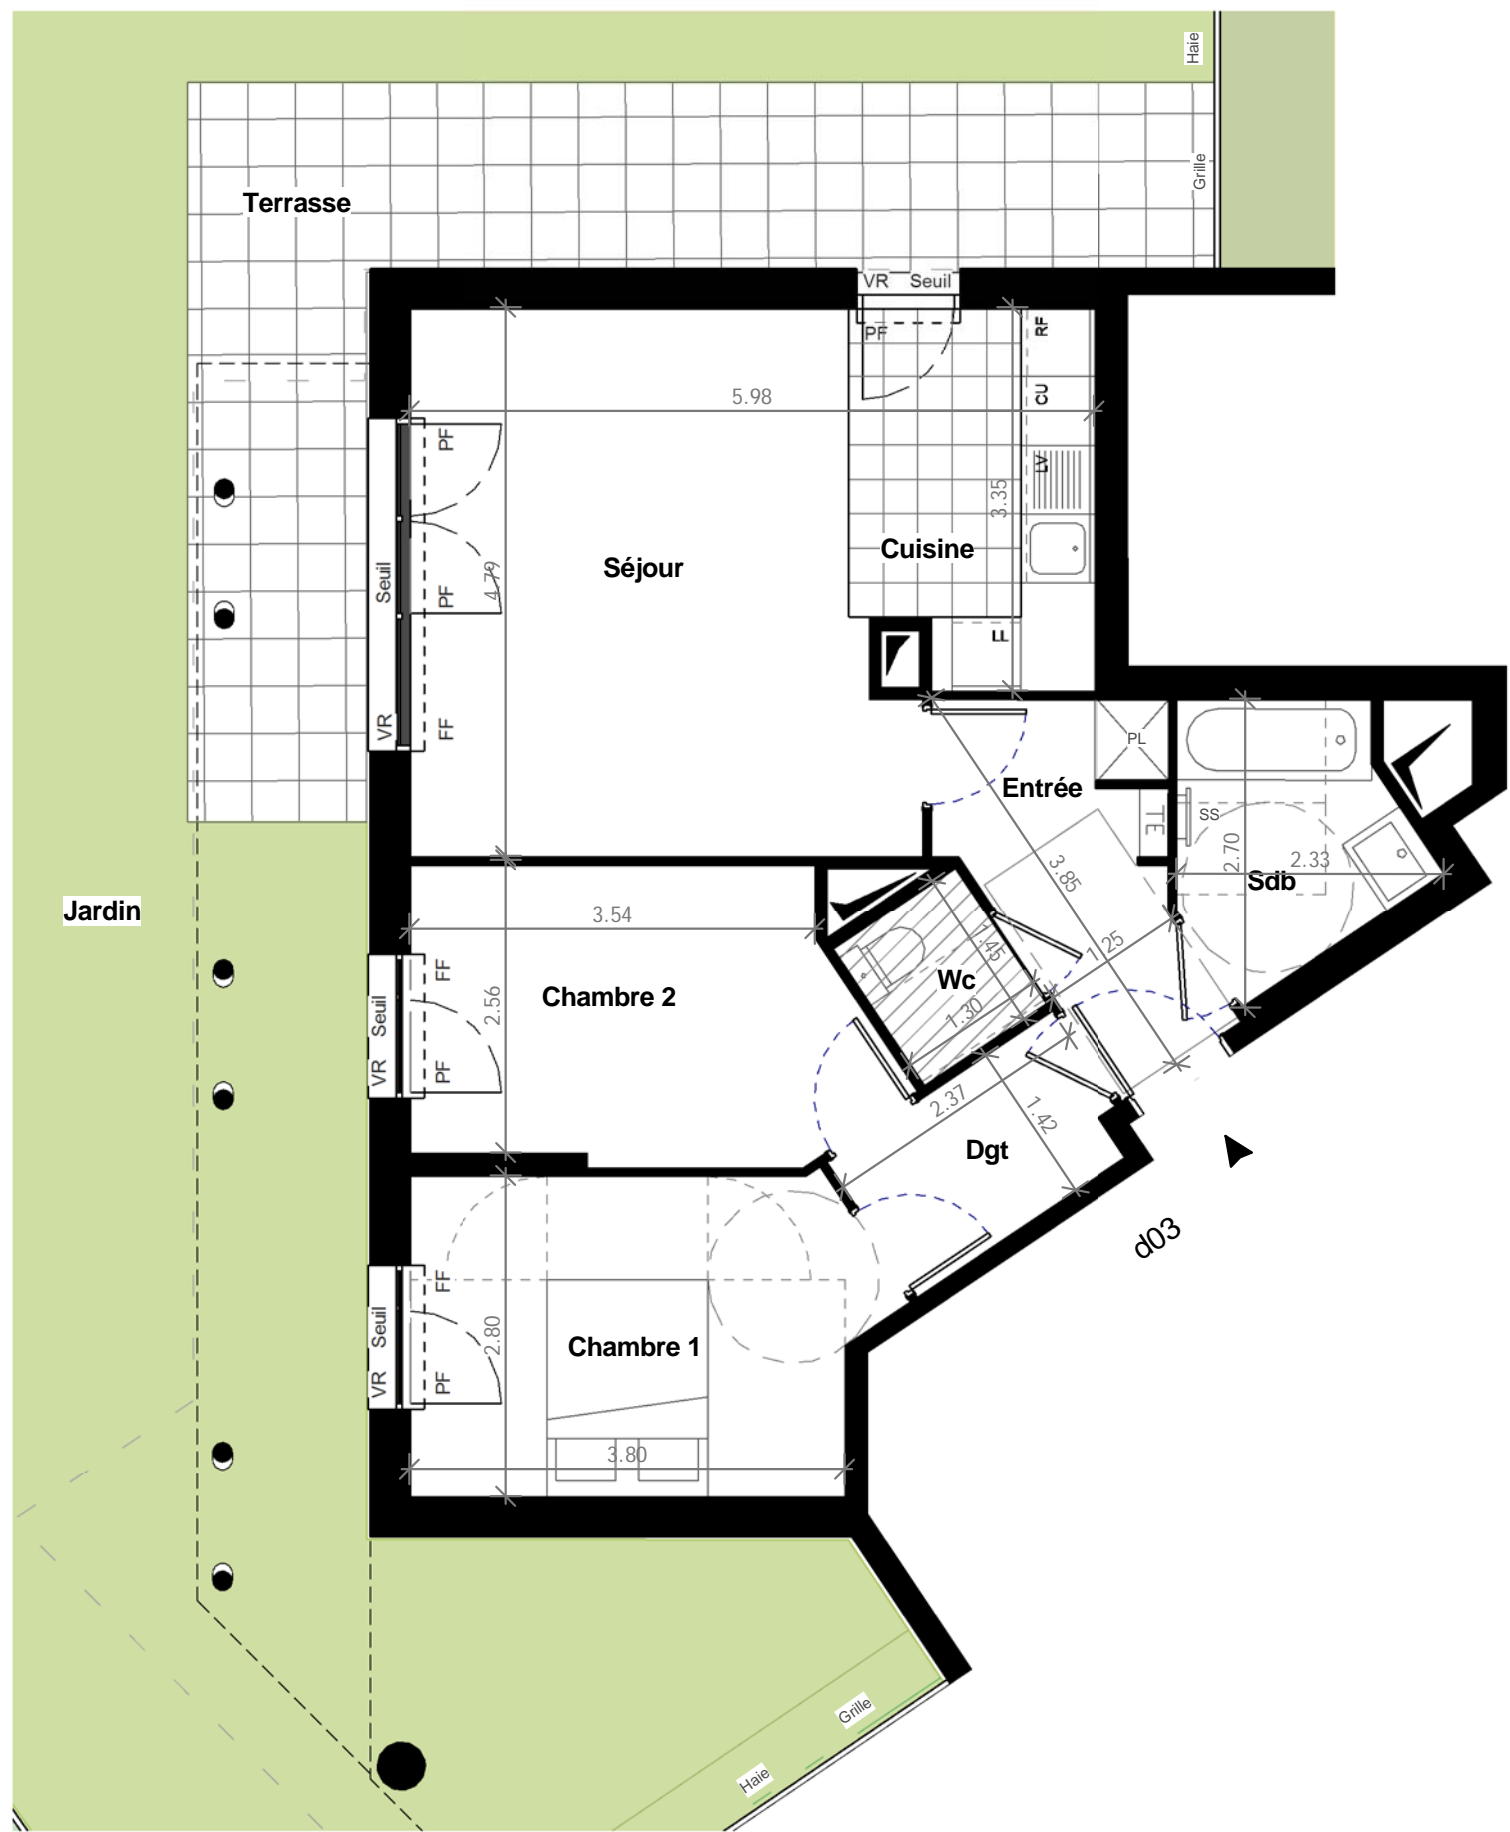 Haie
Grille
Terrasse
VR
Seuil
PF
RF
CU
5.98
PF
LV
3.35
Cuisine
Séjour
4.79
Seuil
PF
LL
VR
FF
PL
Entrée
TE
SS
2.70
2.33
Sdb
3.85
Jardin
3.54
1.25
1.45
Wc
FF
Seuil
2.56
Chambre 2
1.30
VR
PF
2.37
1.42
Dgt
d03
FF
Seuil
2.80
Chambre 1
VR
PF
3.80
Grille
Haie